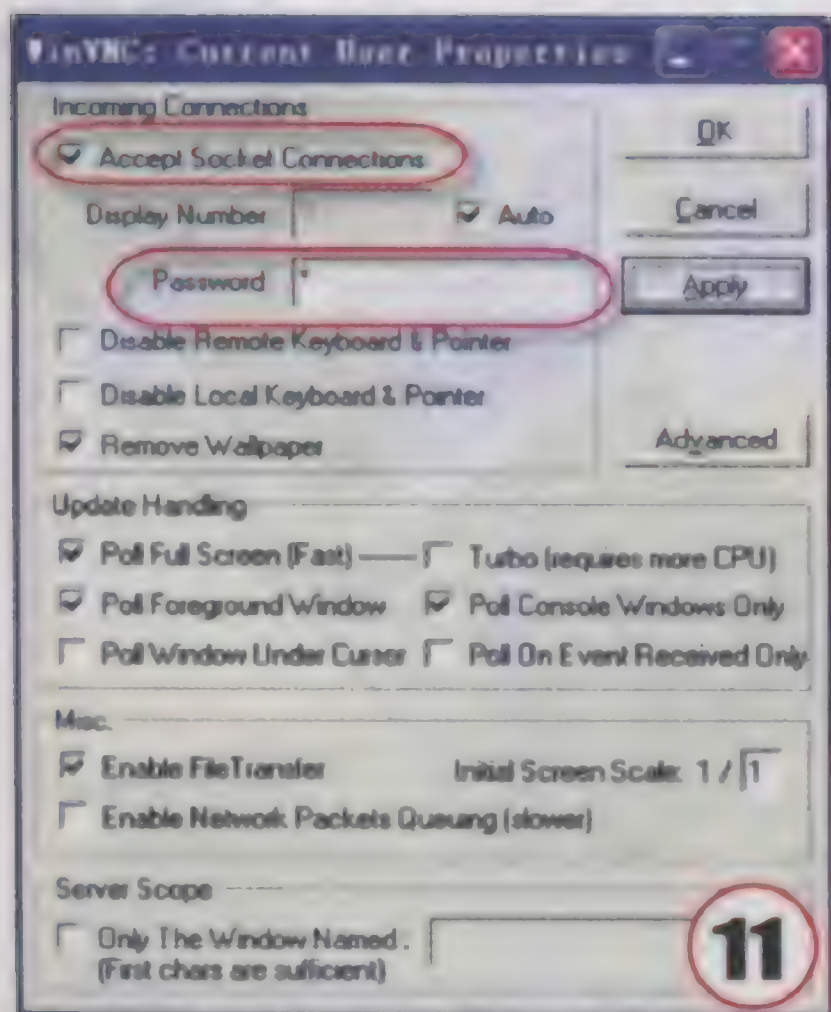 WinVNC: Current User Properties
Incoming Connections
Accept Socket Connections
Display Number
Auto
Password *
Disable Remote Keyboard & Pointer
Disable Local Keyboard & Pointer
Remove Wallpaper
OK
Cancel
Apply
Advanced
Update Handling
Poll Full Screen (Fast)
Turbo (requires more CPU)
Poll Foreground Window
Poll Console Windows Only
Poll Window Under Cursor
Poll On Event Received Only
Misc.
Enable FileTransfer
Initial Screen Scale: 1 / 1
Enable Network Packets Queuing (slower)
Server Scope
Only The Window Named :
(First chars are sufficient)
11